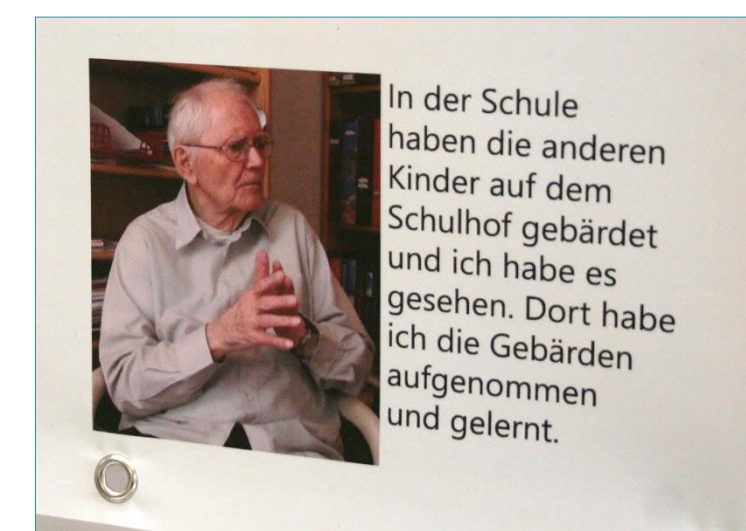 In der Schule
haben die anderen
Kinder auf dem
Schulhof gebärdet
und ich habe es
gesehen. Dort habe
ich die Gebärden
aufgenommen
und gelernt.